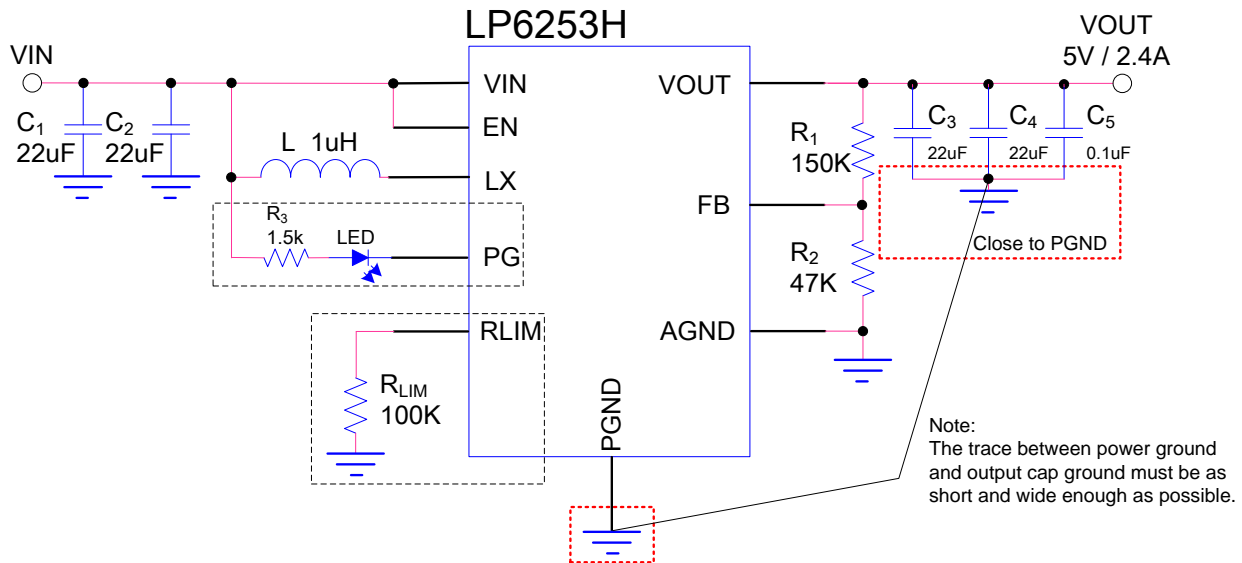 LP6253H
VIN
VOUT
5V / 2.4A
VIN
VOUT
C1
22uF
C2
22uF
EN
L 1uH
LX
R1
150K
C3
22uF
C4
22uF
C5
0.1uF
FB
R3
1.5k
LED
PG
Close to PGND
R2
47K
RLIM
AGND
RLIM
100K
PGND
Note:
The trace between power ground
and output cap ground must be as
short and wide enough as possible.